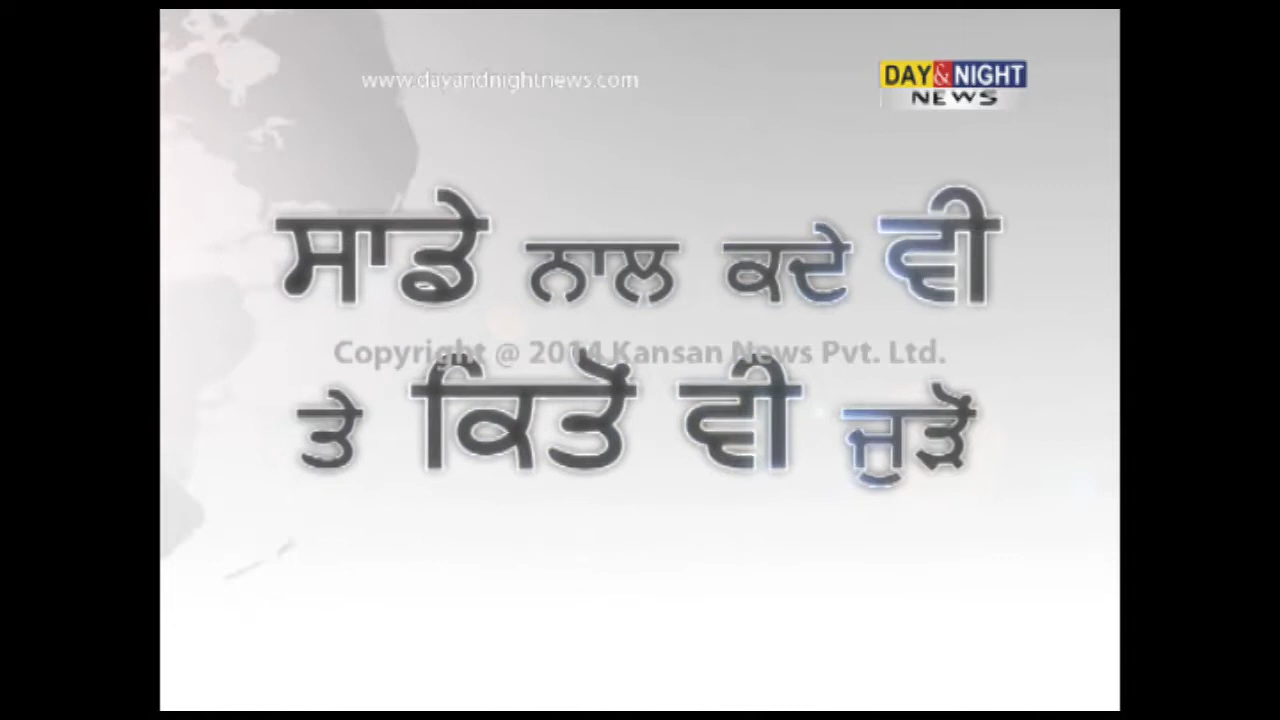 www.dayandnightnews.com
DAY&NIGHT
NEWS
ਸਾਡੇ ਨਾਲ ਕਦੇ ਵੀ
Copyright @ 2014 Kansan News Pvt. Ltd.
ਤੇ ਕਿਤੋਂ ਵੀ ਜੁੜੋਂ